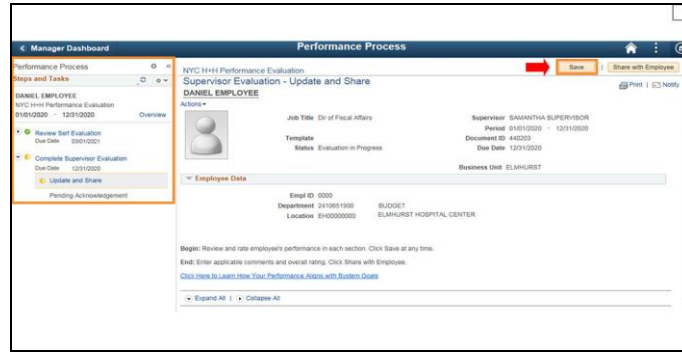 Manager Dashboard
Performance Process
Performance Process
Steps and Tasks
DANIEL EMPLOYEE
NYC H+H Performance Evaluation
01/01/2020 - 12/31/2020 Overview
Review Self Evaluation
Due Date 03/01/2021
Complete Supervisor Evaluation
Due Date 12/31/2020
Update and Share
Pending Acknowledgement
NYC H+H Performance Evaluation
Save | Share with Employee
Supervisor Evaluation - Update and Share
Print | Notify
DANIEL EMPLOYEE
Actions
Job Title Dir of Fiscal Affairs
Supervisor SAMANTHA SUPERVISOR
Period 01/01/2020 - 12/31/2020
Template
Document ID 440203
Status Evaluation in Progress
Due Date 12/31/2020
Business Unit ELMHURST
Employee Data
Empl ID 0000
Department 2410651900 BUDGET
Location EH00000000 ELMHURST HOSPITAL CENTER
Begin: Review and rate employee's performance in each section. Click Save at any time.
End: Enter applicable comments and overall rating. Click Share with Employee.
Click Here to Learn How Your Performance Aligns with System Goals
Expand All | Collapse All